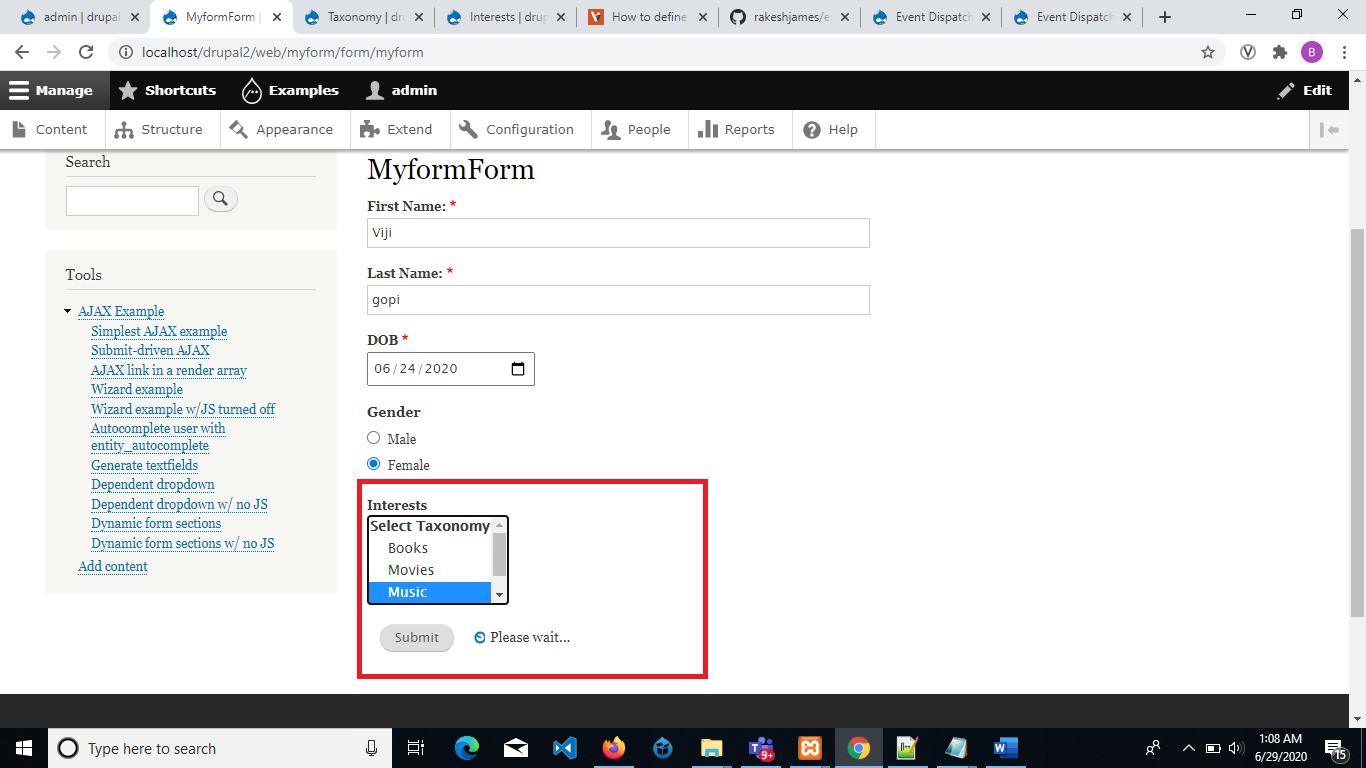 admin | drupal
MyformForm |
Taxonomy | dru
Interests | drup
How to define
rakeshjames/e
Event Dispatch
Event Dispatch
localhost/drupal2/web/myform/form/myform
B
Manage
Shortcuts
Examples
admin
Edit
Content
Structure
Appearance
Extend
Configuration
People
Reports
Help
Search
Tools
AJAX Example
Simplest AJAX example
Submit-driven AJAX
AJAX link in a render array
Wizard example
Wizard example w/JS turned off
Autocomplete user with
entity_autocomplete
Generate textfields
Dependent dropdown
Dependent dropdown w/ no JS
Dynamic form sections
Dynamic form sections w/ no JS
Add content
MyformForm
First Name: *
Viji
Last Name: *
gopi
DOB *
06/24/2020
Gender
Male
Female
Interests
Select Taxonomy
Books
Movies
Music
Submit
Please wait...
Type here to search
9+
1:08 AM
6/29/2020
15